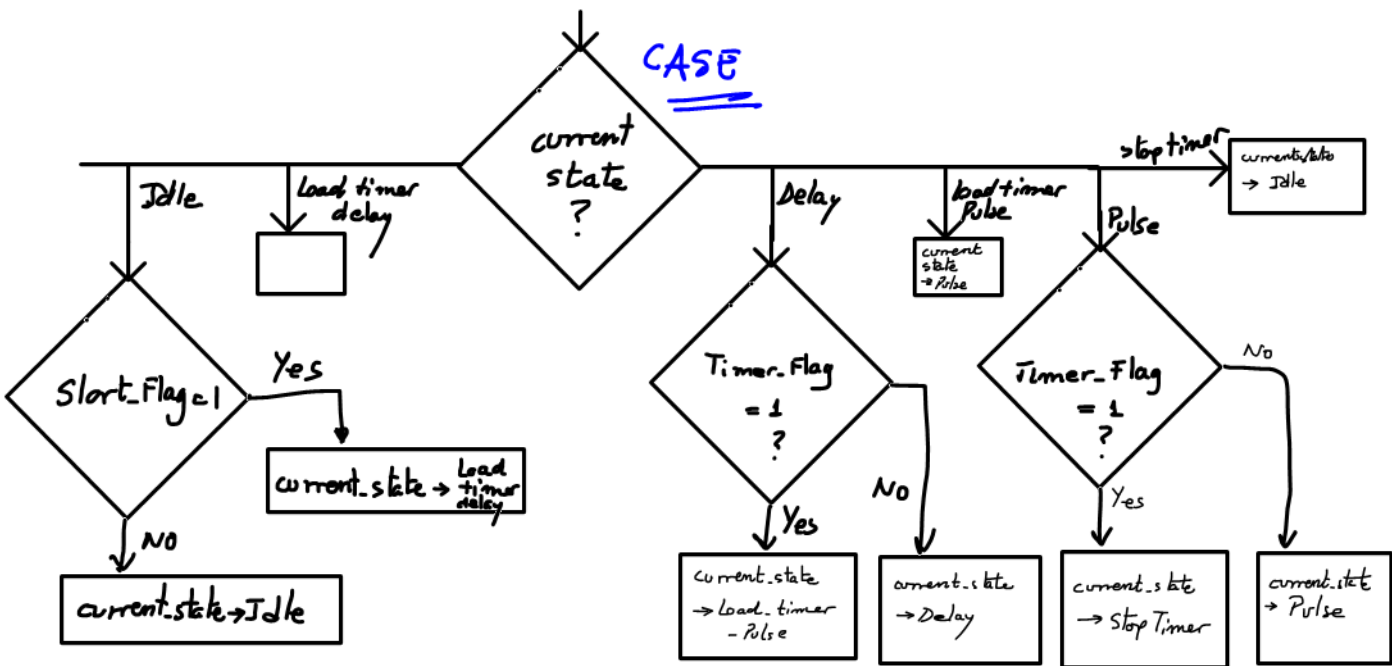 CASE
current
state
?
Idle
Load timer
delay
Delay
load timer
Pulse
Pulse
stop timer
current state
→ Idle
current
state
→ Pulse
Start_Flag=1
Yes
current_state → Load
timer
delay
NO
current_state→Idle
Timer_Flag
= 1
?
NO
Yes
current_state
→ Load_timer
- Pulse
current_state
→ Delay
Timer_Flag
= 1
?
No
Yes
current_state
→ Stop Timer
current_state
→ Pulse